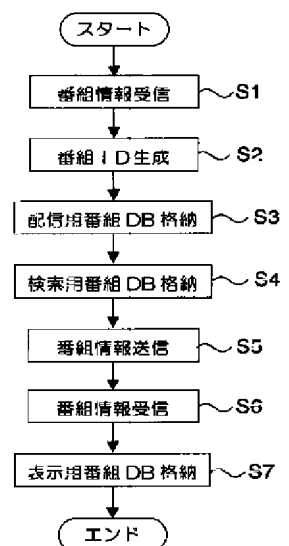 スタート
番組情報受信 S1
番組ID生成 S2
配信用番組DB格納 S3
検索用番組DB格納 S4
番組情報送信 S5
番組情報受信 S6
表示用番組DB格納 S7
エンド